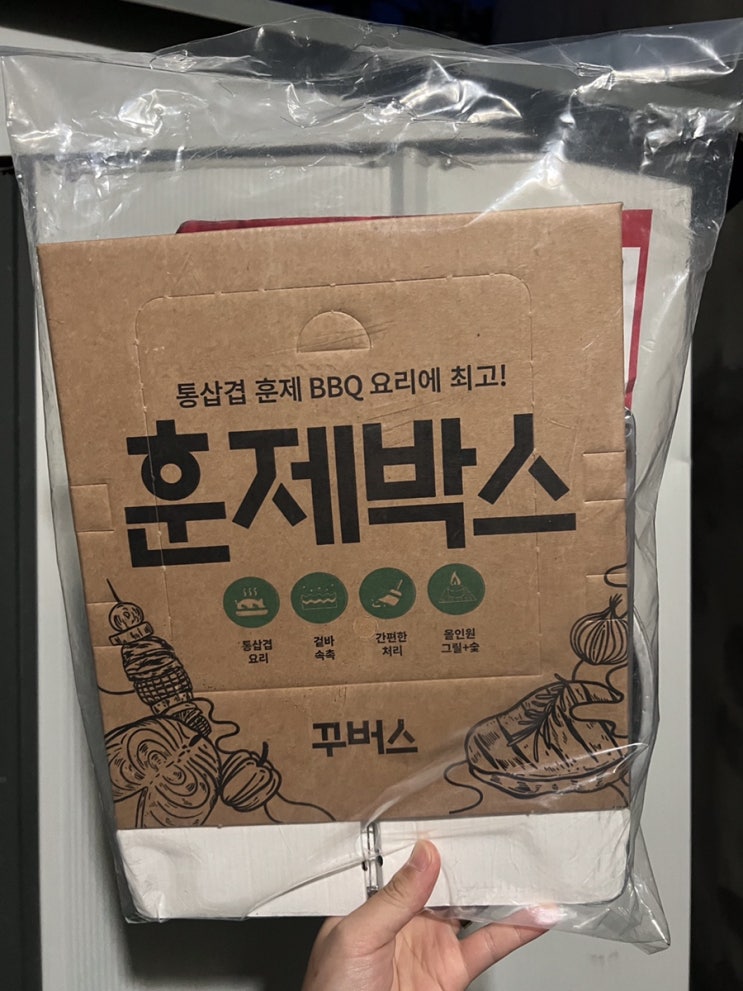 통삽겹 훈제 BBQ 요리에 최고!
훈제박스
통삽겹
요리
겉바
속촉
간편한
처리
올인원
그릴+숯
꾸버스